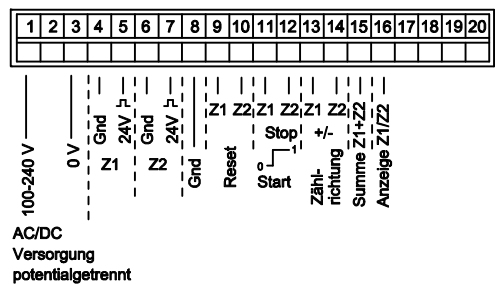 1 2 3 4 5 6 7 8 9 10 11 12 13 14 15 16 17 18 19 20
100-240 V
0 V
Gnd
24V
Z1
Gnd
24V
Z2
Gnd
Z1 Z2
Reset
Z1 Z2
Stop
0 1
Start
Z1 Z2
+/-
Zähl-
richtung
Summe Z1+Z2
Anzeige Z1/Z2
AC/DC
Versorgung
potentialgetrennt